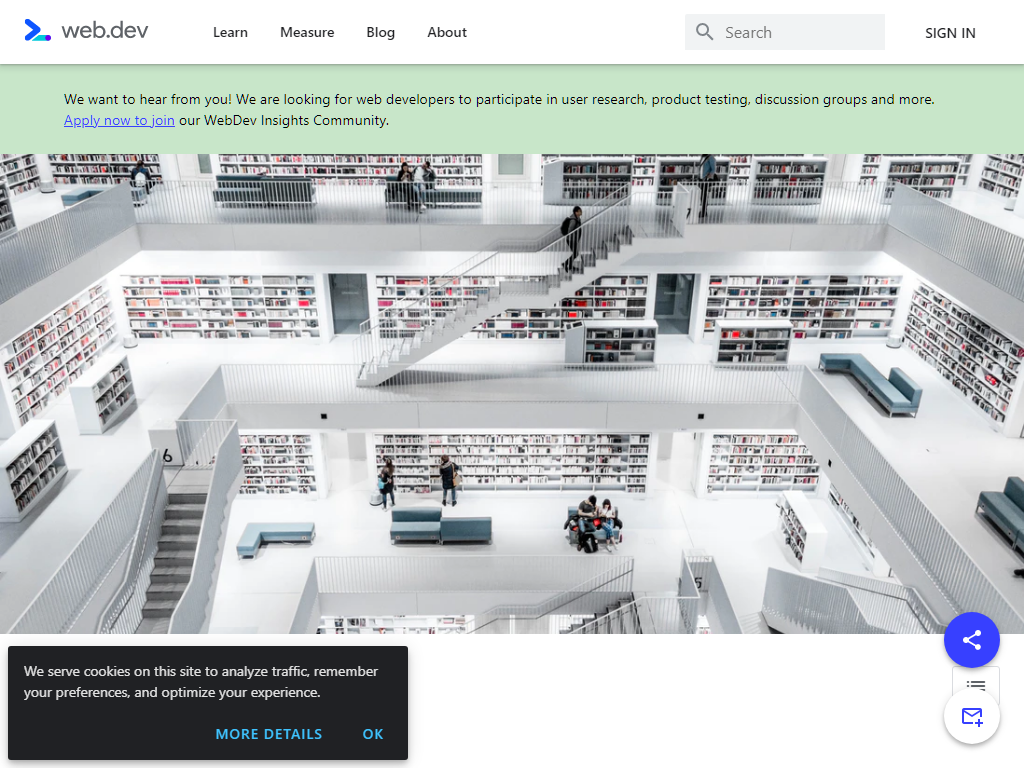 web.dev
Learn
Measure
Blog
About
Search
SIGN IN
We want to hear from you! We are looking for web developers to participate in user research, product testing, discussion groups and more.
Apply now to join our WebDev Insights Community.
6
5
We serve cookies on this site to analyze traffic, remember
your preferences, and optimize your experience.
MORE DETAILS
OK